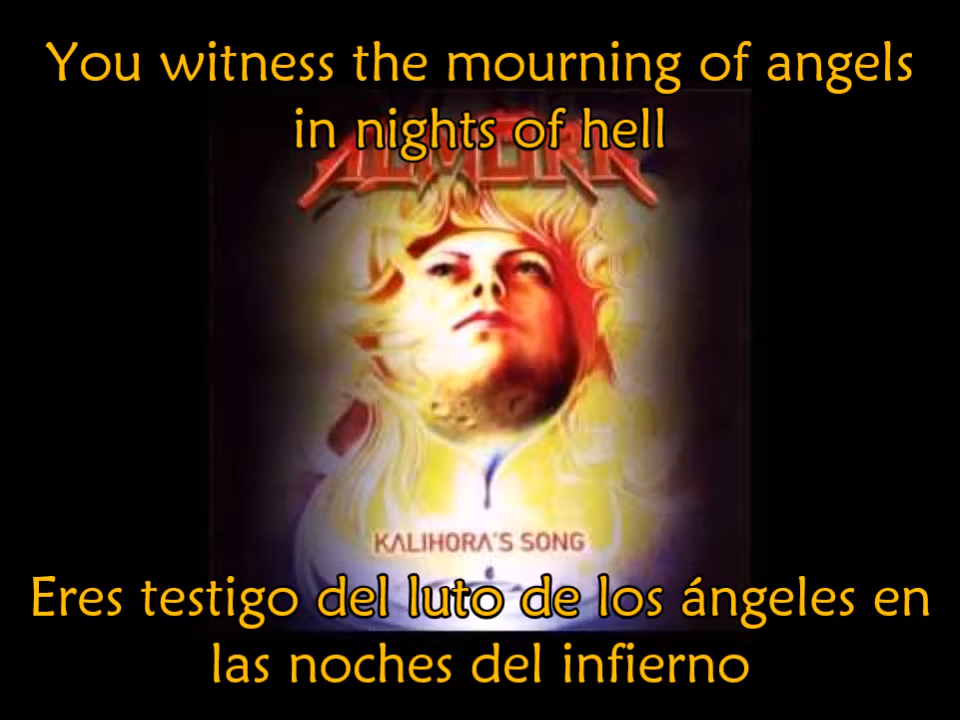 You witness the mourning of angels
in nights of hell
KALIHORA'S SONG
Eres testigo del luto de los ángeles en
las noches del infierno